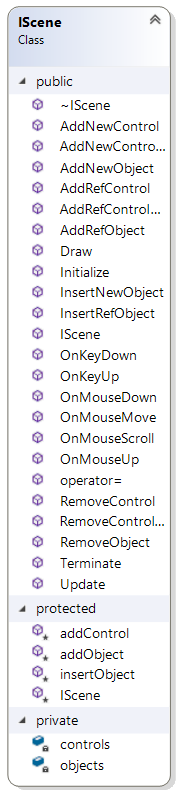 IScene
Class
public
~IScene
AddNewControl
AddNewContro...
AddNewObject
AddRefControl
AddRefControl...
AddRefObject
Draw
Initialize
InsertNewObject
InsertRefObject
IScene
OnKeyDown
OnKeyUp
OnMouseDown
OnMouseMove
OnMouseScroll
OnMouseUp
operator=
RemoveControl
RemoveControl...
RemoveObject
Terminate
Update
protected
addControl
addObject
insertObject
IScene
private
controls
objects